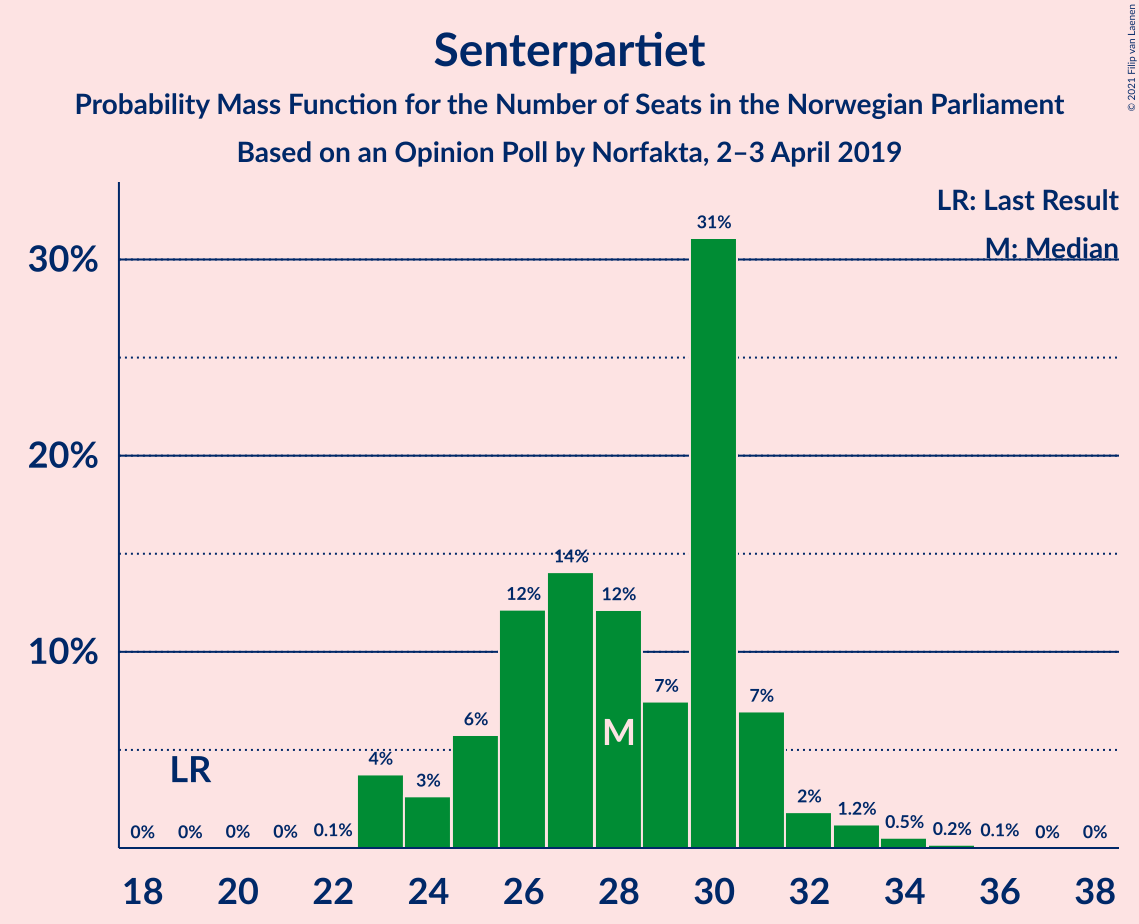 Senterpartiet
Probability Mass Function for the Number of Seats in the Norwegian Parliament
Based on an Opinion Poll by Norfakta, 2–3 April 2019
© 2021 Filip van Laenen
LR: Last Result
M: Median
30%
20%
10%
31%
14%
12%
12%
7%
7%
6%
4%
3%
2%
1.2%
0.5%
0.2%
0.1%
0%
0%
0%
0%
0%
0%
0.1%
LR
M
18 20 22 24 26 28 30 32 34 36 38